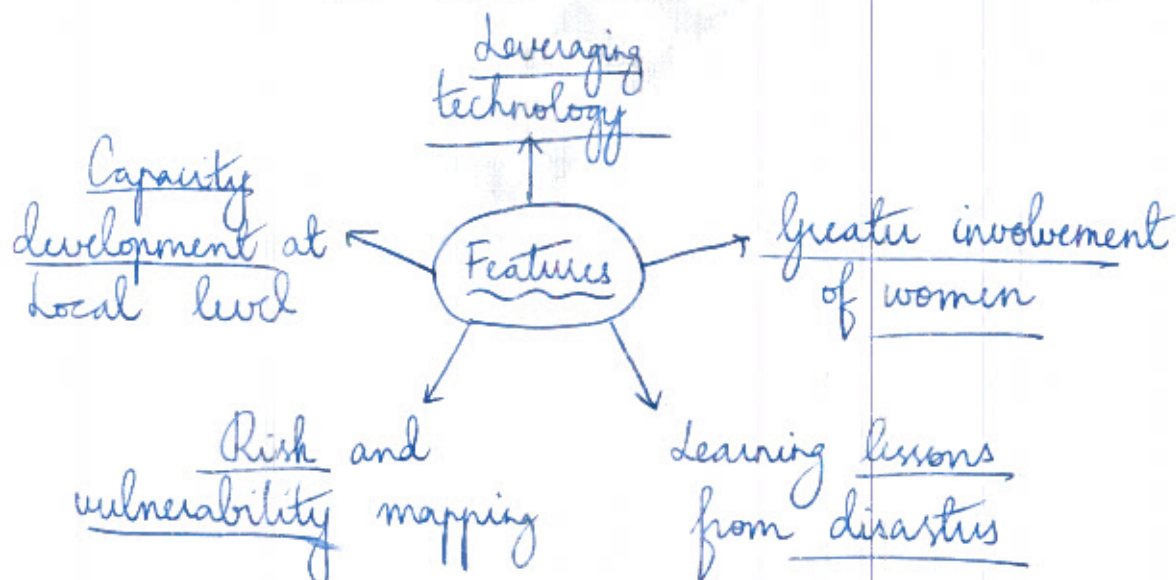 Leveraging
technology
Capacity
development at
Local level
Features
Greater involvement
of women
Risk and
vulnerability mapping
Learning lessons
from disasters